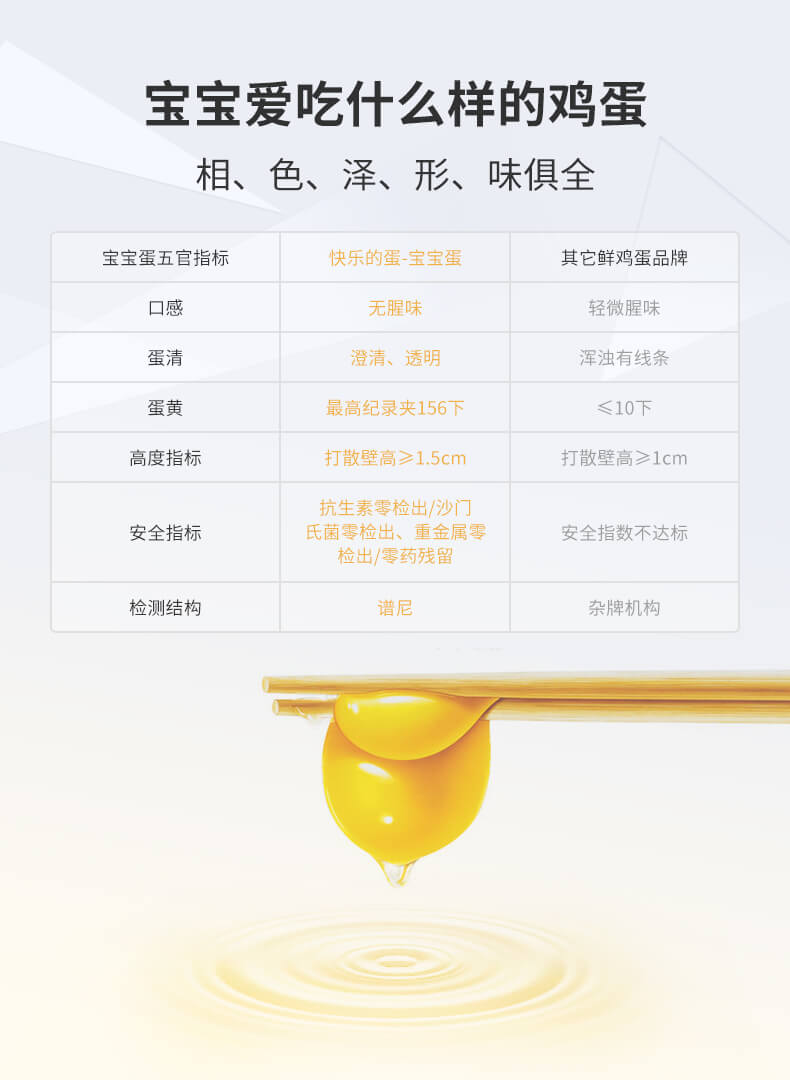 宝宝爱吃什么样的鸡蛋
相、色、泽、形、味俱全
宝宝蛋五官指标 快乐的蛋-宝宝蛋 其它鲜鸡蛋品牌
口感 无腥味 轻微腥味
蛋清 澄清、透明 浑浊有线条
蛋黄 最高纪录夹156下 ≤10下
高度指标 打散壁高≥1.5cm 打散壁高≥1cm
安全指标
抗生素零检出/沙门
氏菌零检出、重金属零
检出/零药残留
安全指数不达标
检测结构 谱尼 杂牌机构